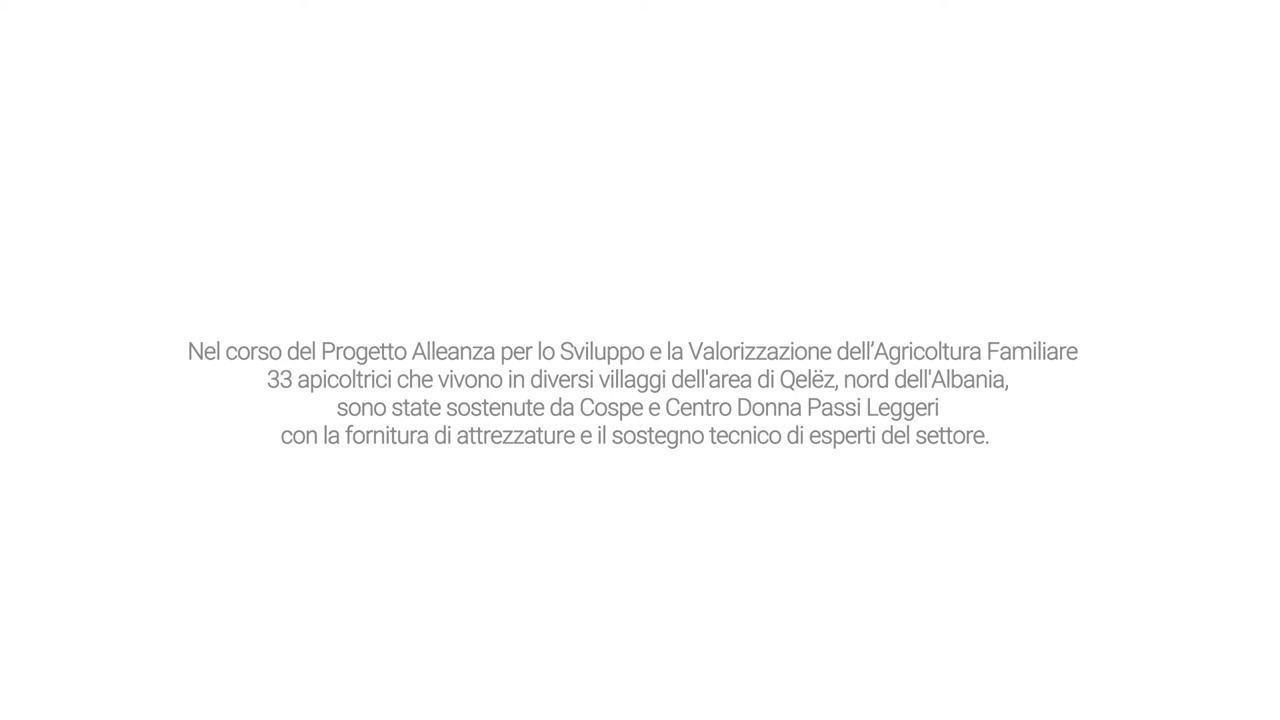 Nel corso del Progetto Alleanza per lo Sviluppo e la Valorizzazione dell’Agricoltura Familiare
33 apicoltrici che vivono in diversi villaggi dell'area di Qelëz, nord dell'Albania,
sono state sostenute da Cospe e Centro Donna Passi Leggeri
con la fornitura di attrezzature e il sostegno tecnico di esperti del settore.